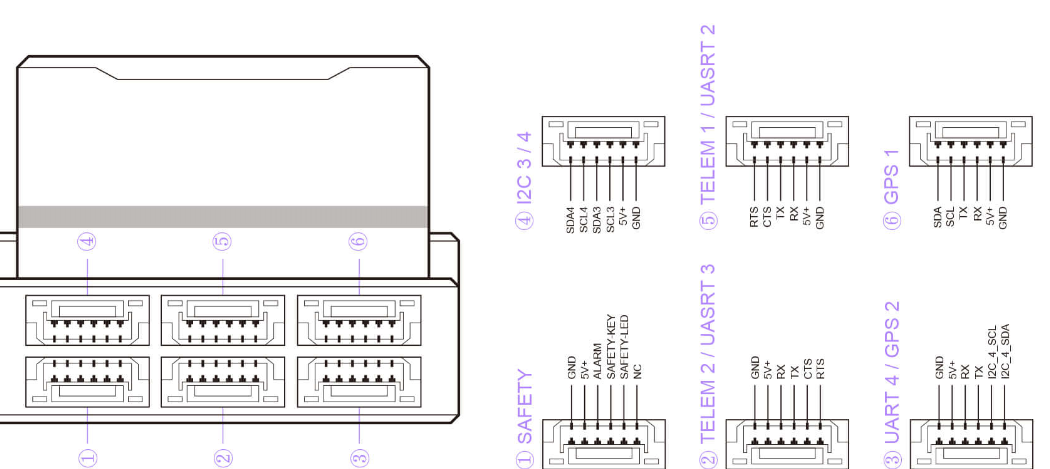 ④
⑤
⑥
①
②
③
④ I2C 3 / 4
SDA4
SCL4
SDA3
SCL3
5V+
GND
⑤ TELEM 1 / UASRT 2
RTS
CTS
TX
RX
5V+
GND
⑥ GPS 1
SDA
SCL
TX
RX
5V+
GND
① SAFETY
GND
5V+
ALARM
SAFETY-KEY
SAFETY-LED
NC
② TELEM 2 / UASRT 3
GND
5V+
RX
TX
CTS
RTS
③ UART 4 / GPS 2
GND
5V+
RX
TX
I2C_4_SCL
I2C_4_SDA